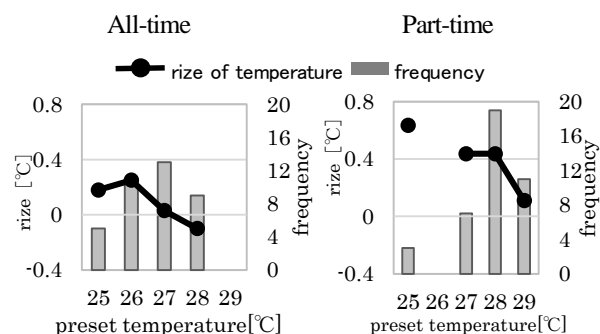 All-time Part-time
rize of temperature frequency
0.8 20 0.8 20
0.4 16 0.4 16
0 12 0 12
-0.4 8 -0.4 8
4 4
0 0
rize [℃] frequency rize [℃] frequency
25 26 27 28 29 25 26 27 28 29
preset temperature[℃] preset temperature[℃]